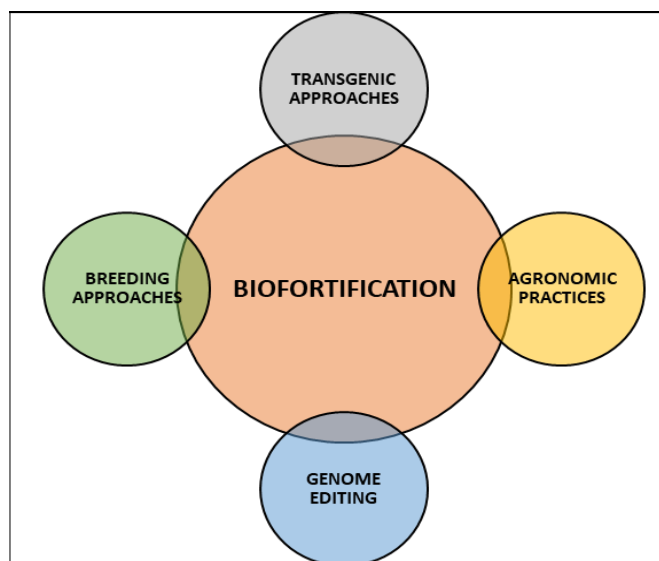 TRANSGENIC
APPROACHES
BREEDING
APPROACHES
BIOFORTIFICATION
AGRONOMIC
PRACTICES
GENOME
EDITING